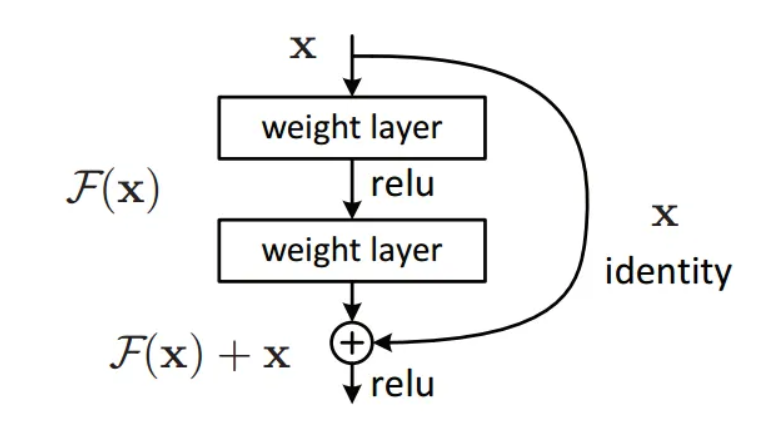 x
weight layer
relu
F(x)
x
weight layer
identity
F(x) + x
+
relu